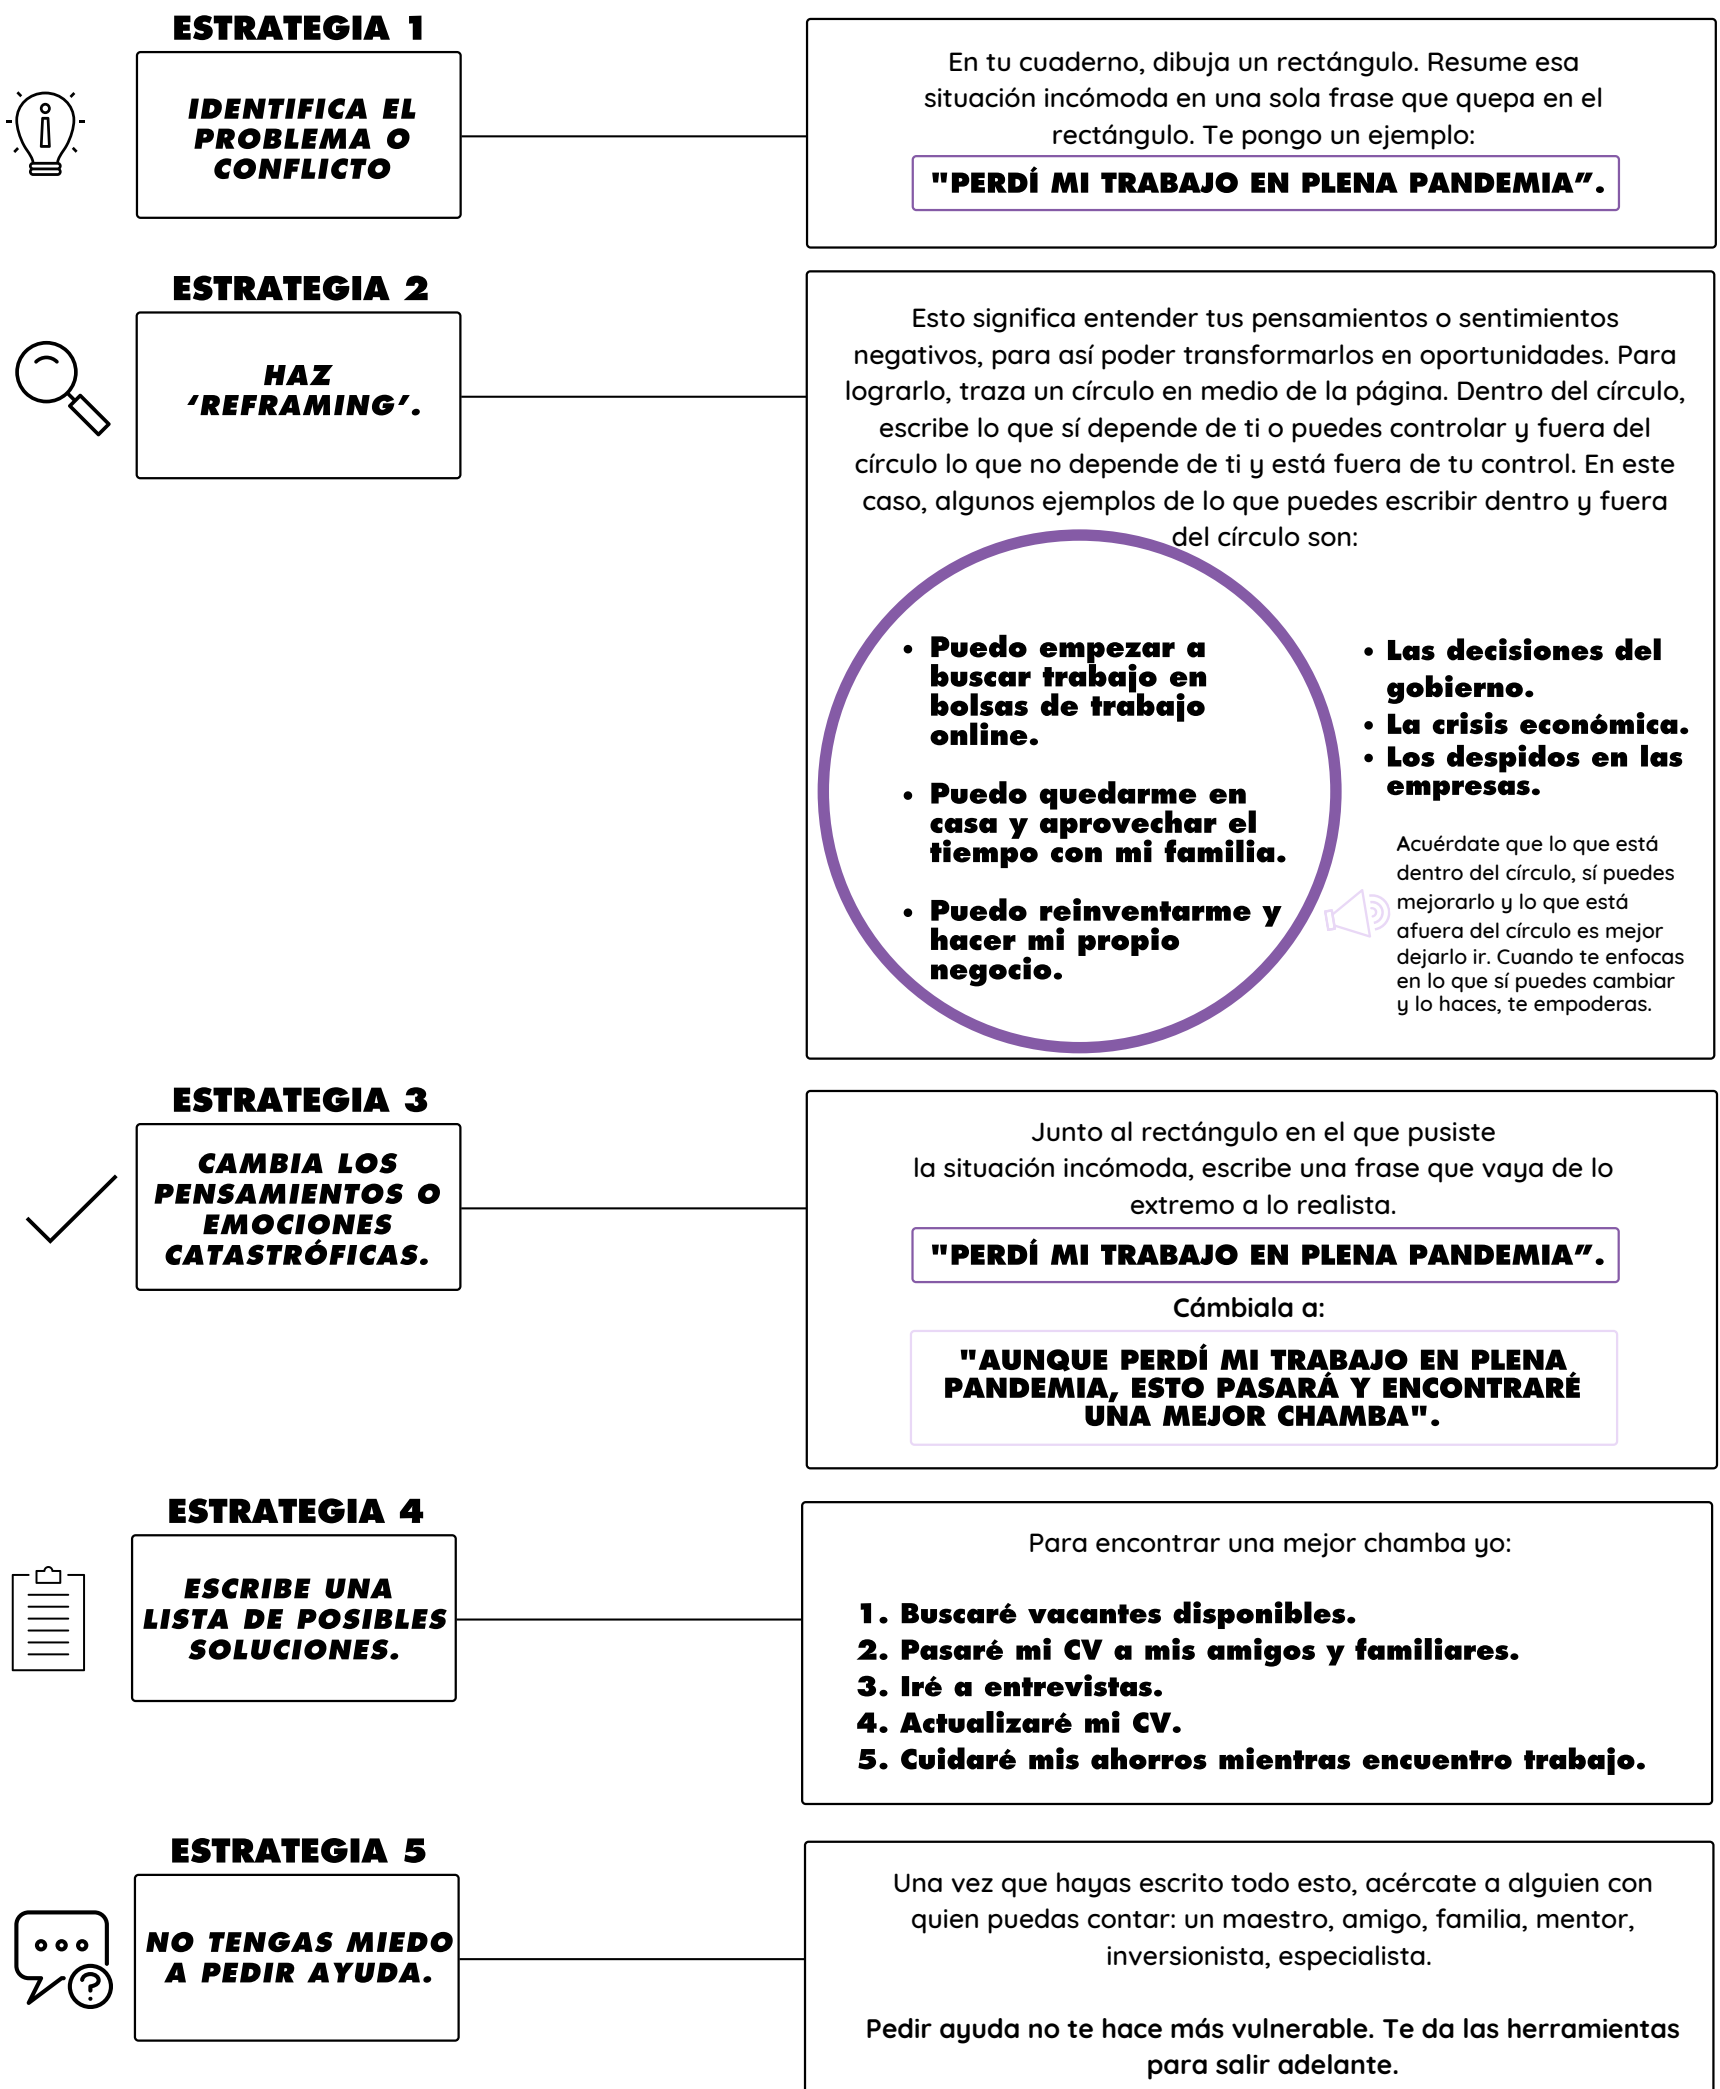 ESTRATEGIA 1
IDENTIFICA EL
PROBLEMA O
CONFLICTO
En tu cuaderno, dibuja un rectángulo. Resume esa
situación incómoda en una sola frase que quepa en el
rectángulo. Te pongo un ejemplo:
"PERDÍ MI TRABAJO EN PLENA PANDEMIA”.
ESTRATEGIA 2
HAZ
‘REFRAMING’.
Esto significa entender tus pensamientos o sentimientos
negativos, para así poder transformarlos en oportunidades. Para
lograrlo, traza un círculo en medio de la página. Dentro del círculo,
escribe lo que sí depende de ti o puedes controlar y fuera del
círculo lo que no depende de ti y está fuera de tu control. En este
caso, algunos ejemplos de lo que puedes escribir dentro y fuera
del círculo son:
• Puedo empezar a
buscar trabajo en
bolsas de trabajo
online.
• Puedo quedarme en
casa y aprovechar el
tiempo con mi familia.
• Puedo reinventarme y
hacer mi propio
negocio.
• Las decisiones del
gobierno.
• La crisis económica.
• Los despidos en las
empresas.
Acuérdate que lo que está
dentro del círculo, sí puedes
mejorarlo y lo que está
afuera del círculo es mejor
dejarlo ir. Cuando te enfocas
en lo que sí puedes cambiar
y lo haces, te empoderas.
ESTRATEGIA 3
CAMBIA LOS
PENSAMIENTOS O
EMOCIONES
CATASTRÓFICAS.
Junto al rectángulo en el que pusiste
la situación incómoda, escribe una frase que vaya de lo
extremo a lo realista.
"PERDÍ MI TRABAJO EN PLENA PANDEMIA”.
Cámbiala a:
"AUNQUE PERDÍ MI TRABAJO EN PLENA
PANDEMIA, ESTO PASARÁ Y ENCONTRARÉ
UNA MEJOR CHAMBA".
ESTRATEGIA 4
ESCRIBE UNA
LISTA DE POSIBLES
SOLUCIONES.
Para encontrar una mejor chamba yo:
1. Buscaré vacantes disponibles.
2. Pasaré mi CV a mis amigos y familiares.
3. Iré a entrevistas.
4. Actualizaré mi CV.
5. Cuidaré mis ahorros mientras encuentro trabajo.
ESTRATEGIA 5
NO TENGAS MIEDO
A PEDIR AYUDA.
Una vez que hayas escrito todo esto, acércate a alguien con
quien puedas contar: un maestro, amigo, familia, mentor,
inversionista, especialista.
Pedir ayuda no te hace más vulnerable. Te da las herramientas
para salir adelante.